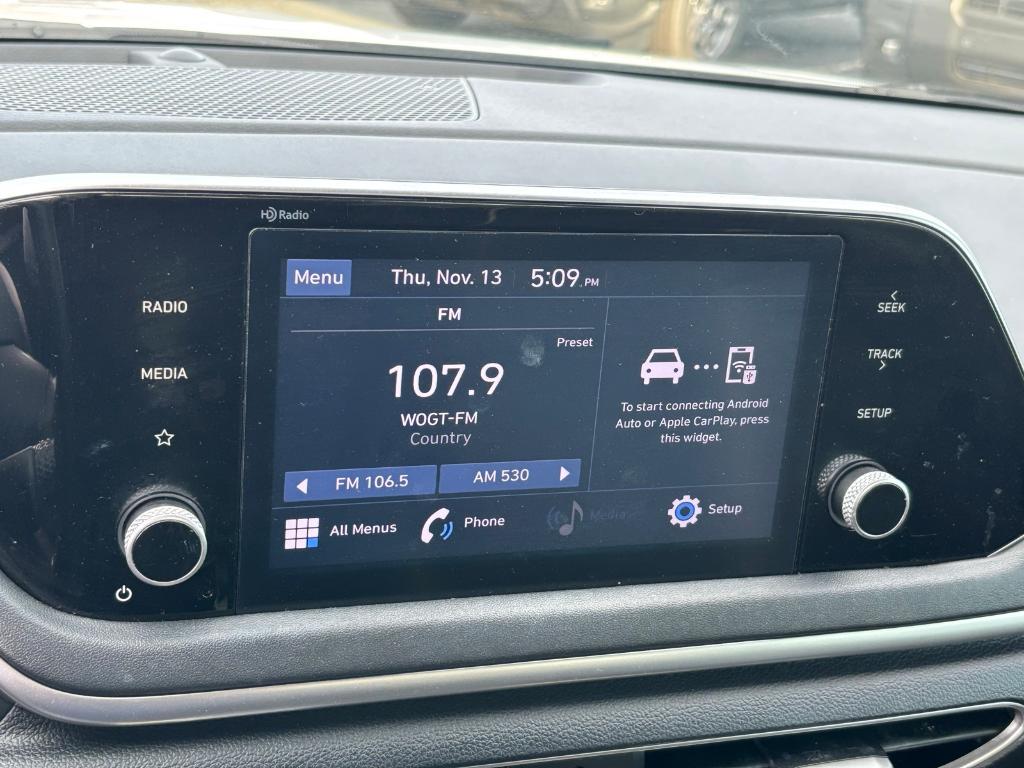 HD Radio
RADIO
MEDIA
Menu Thu, Nov. 13 5:09 PM
FM
Preset
107.9
WOGT-FM
Country
FM 106.5 AM 530
To start connecting Android
Auto or Apple CarPlay, press
this widget.
All Menus Phone Media Setup
SEEK
TRACK
SETUP